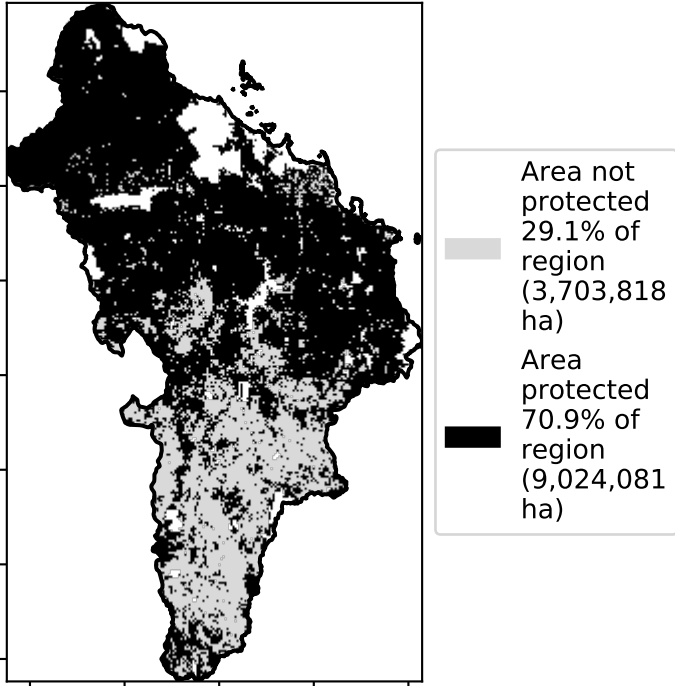 Area not
protected
29.1% of
region
(3,703,818
ha)
Area
protected
70.9% of
region
(9,024,081
ha)